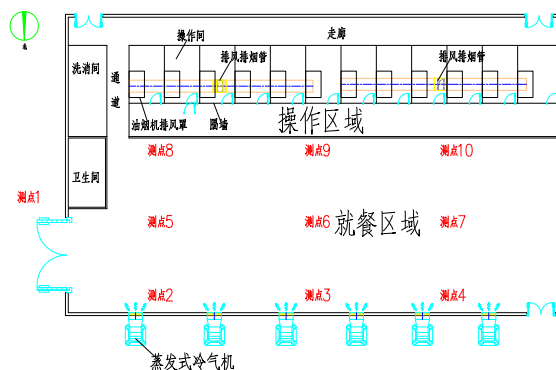 操作间
走廊
北
洗消间
通道
排风排烟管
排风排烟管
油烟机排风罩
围墙
操作区域
测点8
测点9
测点10
卫生间
测点1
测点5
测点6
就餐区域
测点7
测点2
测点3
测点4
蒸发式冷气机